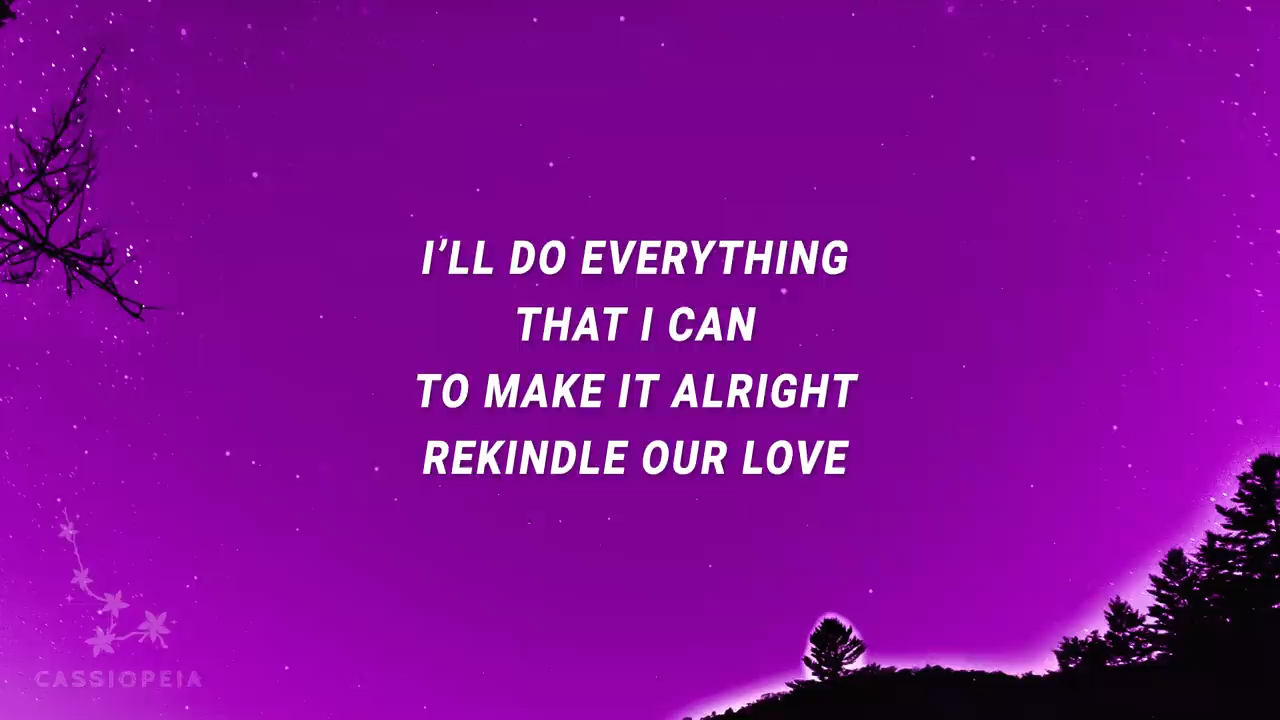 I’LL DO EVERYTHING
THAT I CAN
TO MAKE IT ALRIGHT
REKINDLE OUR LOVE
CASSIOPEIA